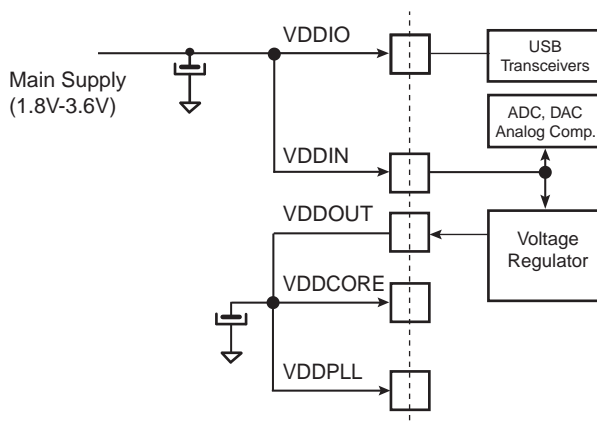 VDDIO
USB
Transceivers
Main Supply
(1.8V-3.6V)
ADC, DAC
Analog Comp.
VDDIN
VDDOUT
Voltage
Regulator
VDDCORE
VDDPLL